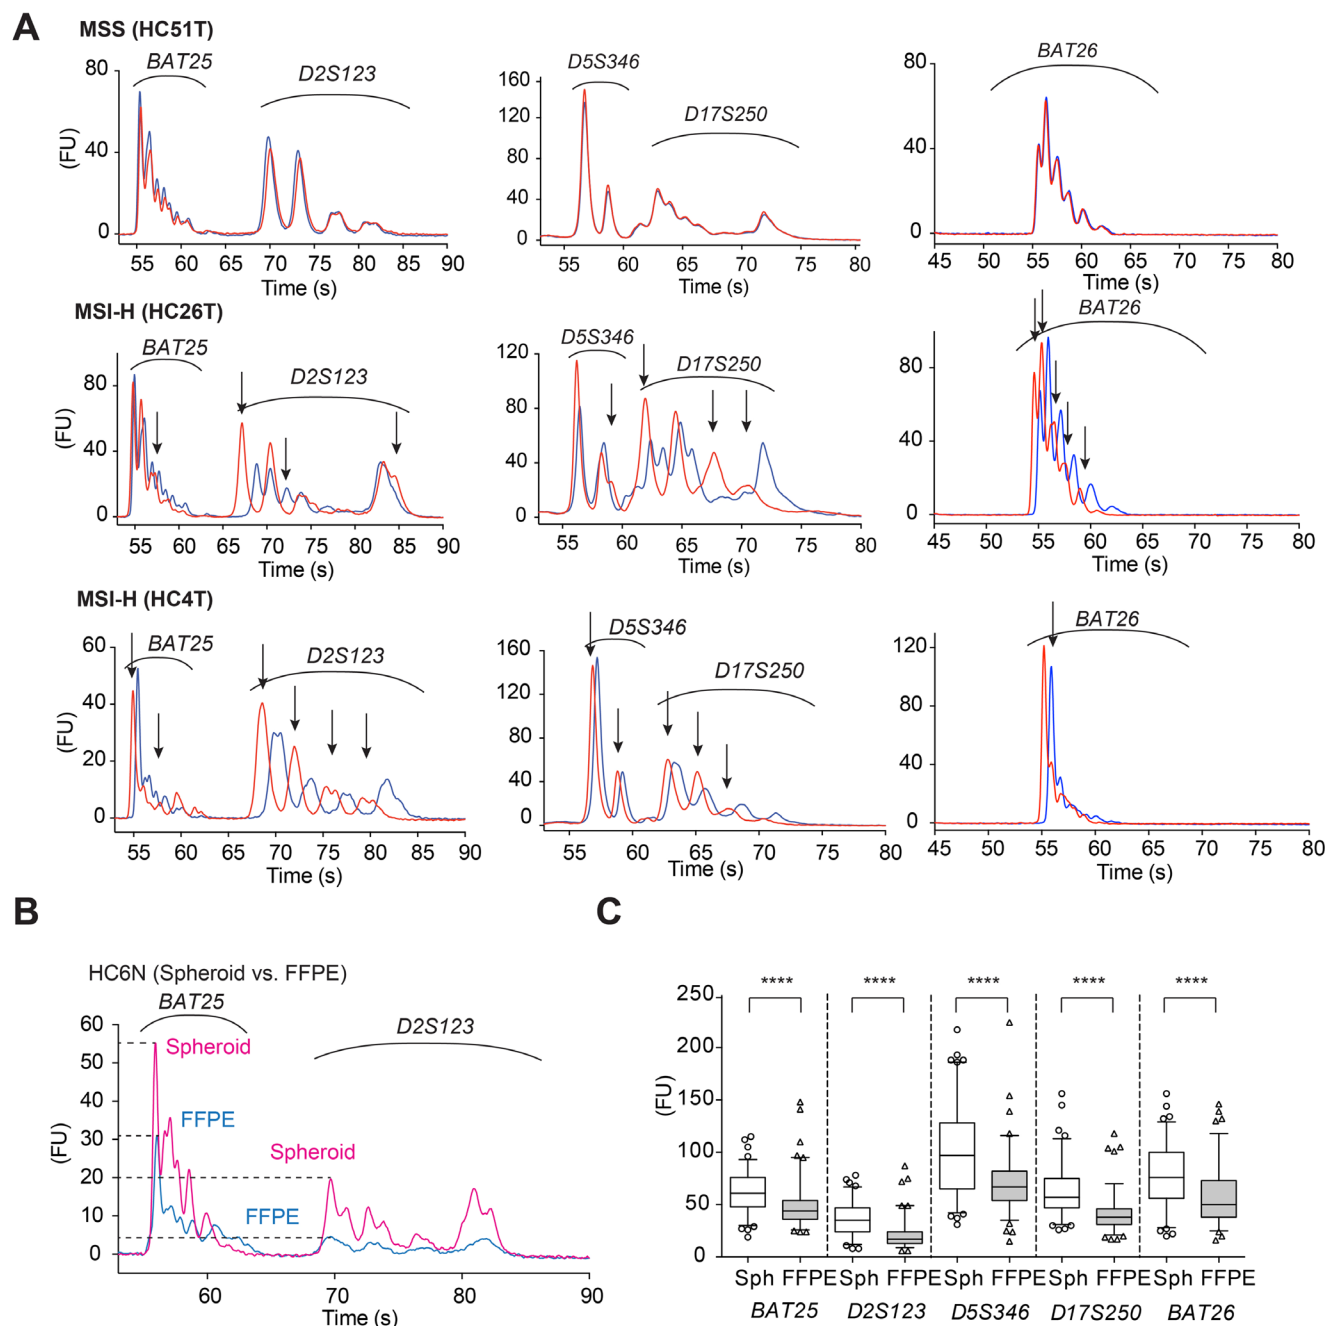 A
MSS (HC51T)
BAT25
D2S123
80
40
0
(FU)
55 60 65 70 75 80 85 90
Time (s)
D5S346
D17S250
160
120
80
40
0
55 60 65 70 75 80
Time (s)
BAT26
80
40
0
45 50 55 60 65 70 75 80
Time (s)
MSI-H (HC26T)
BAT25
D2S123
80
40
0
(FU)
55 60 65 70 75 80 85 90
Time (s)
D5S346
D17S250
120
80
40
0
55 60 65 70 75 80
Time (s)
BAT26
80
40
0
45 50 55 60 65 70 75 80
Time (s)
MSI-H (HC4T)
BAT25
D2S123
60
40
20
0
(FU)
55 60 65 70 75 80 85 90
Time (s)
D5S346
D17S250
160
120
80
40
0
55 60 65 70 75 80
Time (s)
BAT26
120
80
40
0
45 50 55 60 65 70 75 80
Time (s)
B
HC6N (Spheroid vs. FFPE)
BAT25
D2S123
60
50
40
30
20
10
0
(FU)
Spheroid
FFPE
Spheroid
FFPE
60 70 80 90
Time (s)
C
**** **** **** **** ****
250
200
150
100
50
0
(FU)
Sph FFPE Sph FFPE Sph FFPE Sph FFPE Sph FFPE
BAT25 D2S123 D5S346 D17S250 BAT26